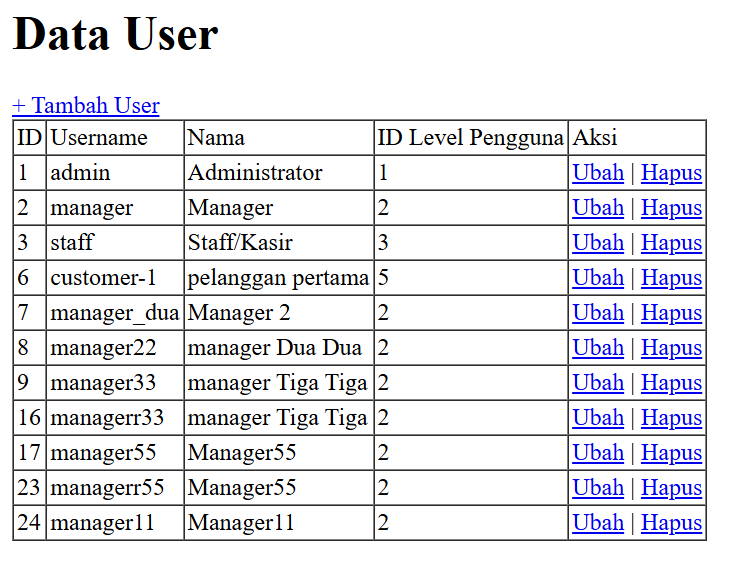 Data User
+ Tambah User
ID Username Nama ID Level Pengguna Aksi
1 admin Administrator 1 Ubah | Hapus
2 manager Manager 2 Ubah | Hapus
3 staff Staff/Kasir 3 Ubah | Hapus
6 customer-1 pelanggan pertama 5 Ubah | Hapus
7 manager_dua Manager 2 2 Ubah | Hapus
8 manager22 manager Dua Dua 2 Ubah | Hapus
9 manager33 manager Tiga Tiga 2 Ubah | Hapus
16 managerr33 manager Tiga Tiga 2 Ubah | Hapus
17 manager55 Manager55 2 Ubah | Hapus
23 managerr55 Manager55 2 Ubah | Hapus
24 manager11 Manager11 2 Ubah | Hapus